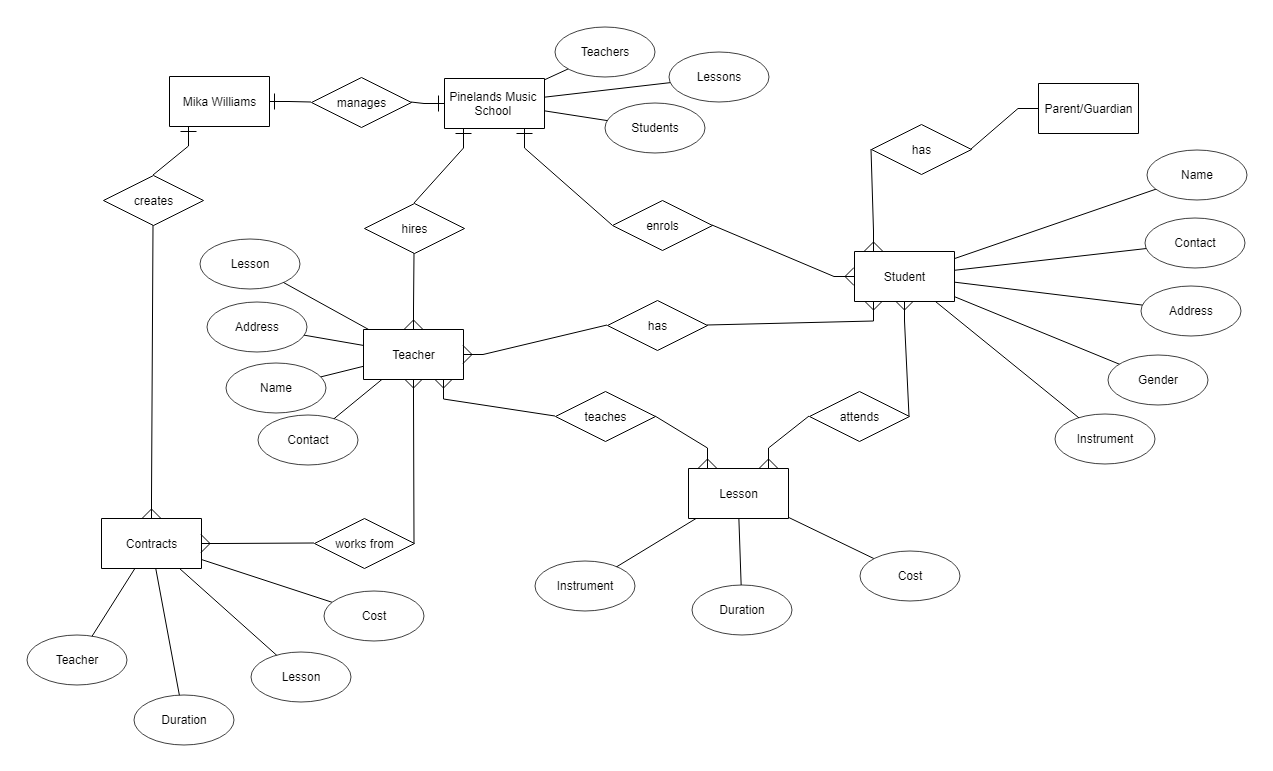 Teachers
Lessons
Mika Williams
manages
Pinelands Music
School
Parent/Guardian
Students
has
Name
creates
hires
enrols
Contact
Lesson
Student
Address
Address
has
Teacher
Gender
Name
teaches
attends
Contact
Instrument
Lesson
Contracts
works from
Instrument
Cost
Duration
Cost
Teacher
Lesson
Duration